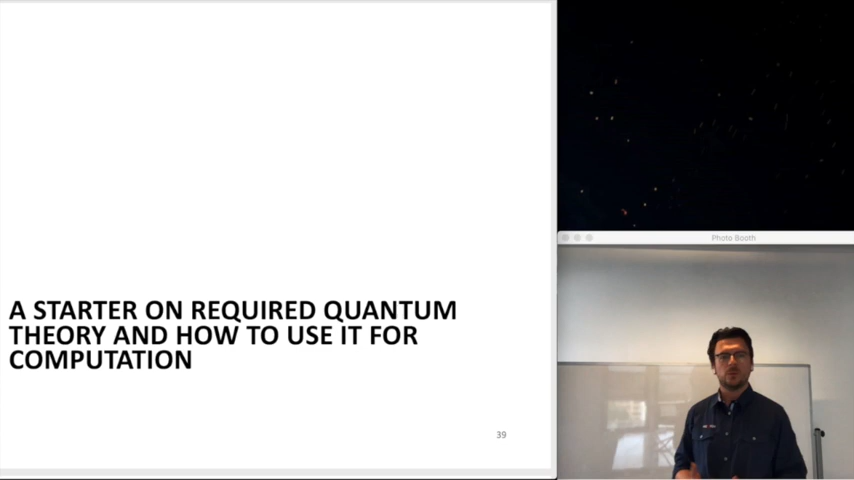 A STARTER ON REQUIRED QUANTUM
THEORY AND HOW TO USE IT FOR
COMPUTATION
39
Photo Booth